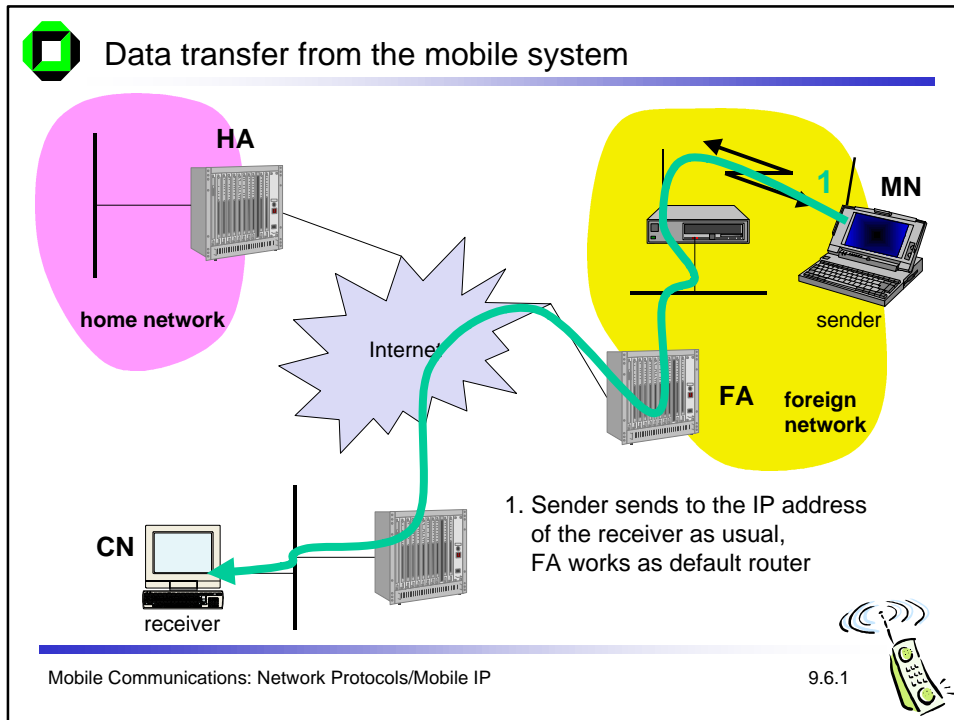 Data transfer from the mobile system
HA
1
MN
home network
Internet
sender
FA
foreign
network
CN
receiver
1. Sender sends to the IP address
of the receiver as usual,
FA works as default router
Mobile Communications: Network Protocols/Mobile IP
9.6.1